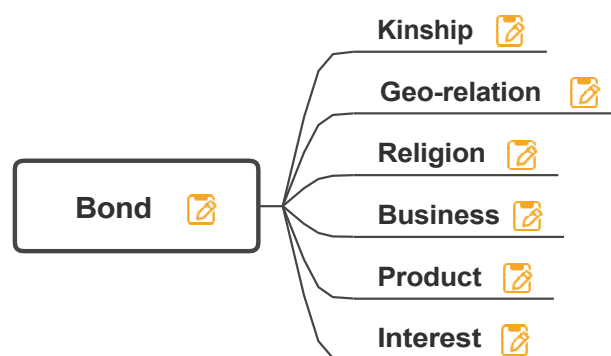 Kinship
Geo-relation
Religion
Bond
Business
Product
Interest